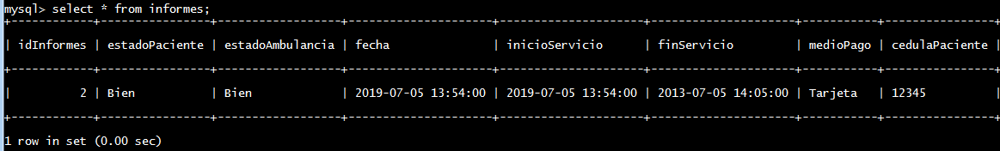 mysql> select * from informes;
+------------+----------------+------------------+---------------------+---------------------+---------------------+-----------+----------------+
| idInformes | estadoPaciente | estadoAmbulancia | fecha | inicioServicio | finServicio | medioPago | cedulaPaciente |
+------------+----------------+------------------+---------------------+---------------------+---------------------+-----------+----------------+
| 2 | Bien | Bien | 2019-07-05 13:54:00 | 2019-07-05 13:54:00 | 2013-07-05 14:05:00 | Tarjeta | 12345 |
+------------+----------------+------------------+---------------------+---------------------+---------------------+-----------+----------------+
1 row in set (0.00 sec)